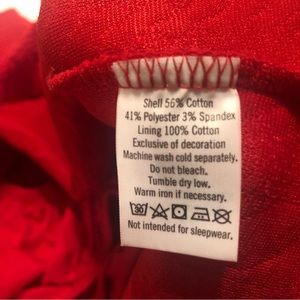 Shell 56% Cotton
41% Polyester 3% Spandex
Lining 100% Cotton
Exclusive of decoration
Machine wash cold separately.
Do not bleach.
Tumble dry low.
Warm iron if necessary.
Not intended for sleepwear.